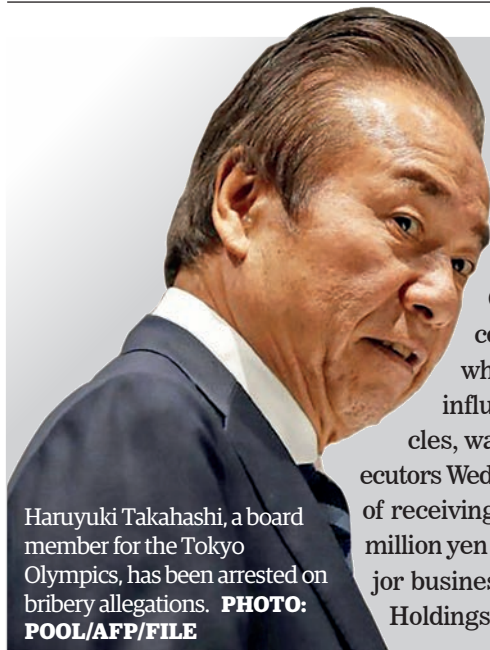 Haruyuki Takahashi, a board
member for the Tokyo
Olympics, has been arrested on
bribery allegations. PHOTO:
POOL/AFP/FILE
wh
influ
cles, wa
ecutors Wed
of receiving
million yen
jor busines
Holdings